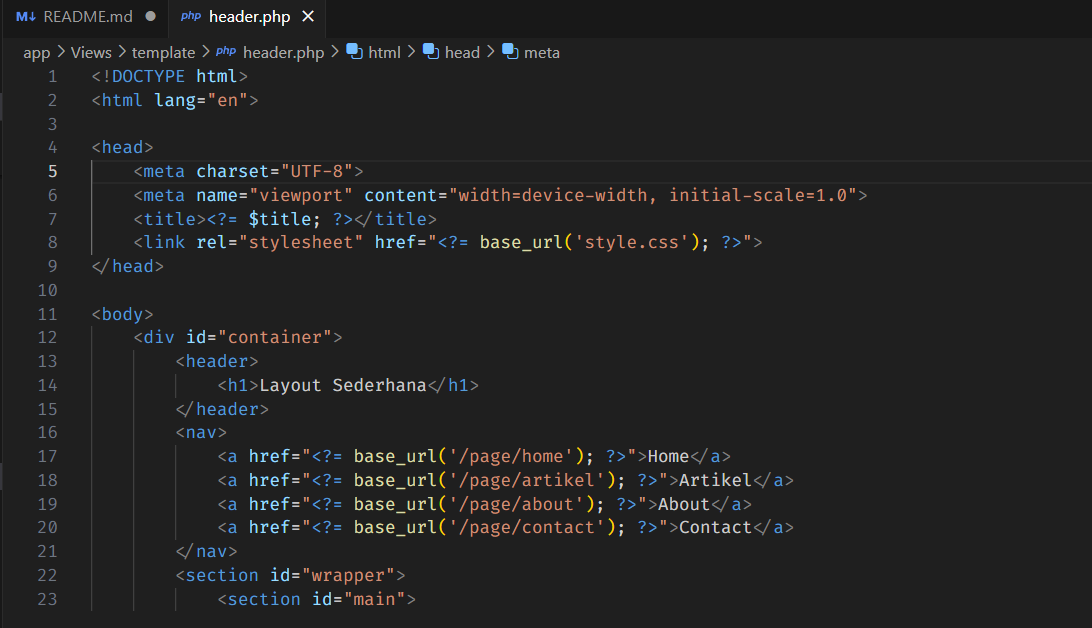 README.md ● php header.php ×
app > Views > template > php header.php > html > head > meta
1 <!DOCTYPE html>
2 <html lang="en">
3
4 <head>
5     <meta charset="UTF-8">
6     <meta name="viewport" content="width=device-width, initial-scale=1.0">
7     <title><?= $title; ?></title>
8     <link rel="stylesheet" href="<?= base_url('style.css'); ?>">
9 </head>
10
11 <body>
12     <div id="container">
13         <header>
14             <h1>Layout Sederhana</h1>
15         </header>
16         <nav>
17             <a href="<?= base_url('/page/home'); ?>">Home</a>
18             <a href="<?= base_url('/page/artikel'); ?>">Artikel</a>
19             <a href="<?= base_url('/page/about'); ?>">About</a>
20             <a href="<?= base_url('/page/contact'); ?>">Contact</a>
21         </nav>
22         <section id="wrapper">
23             <section id="main">